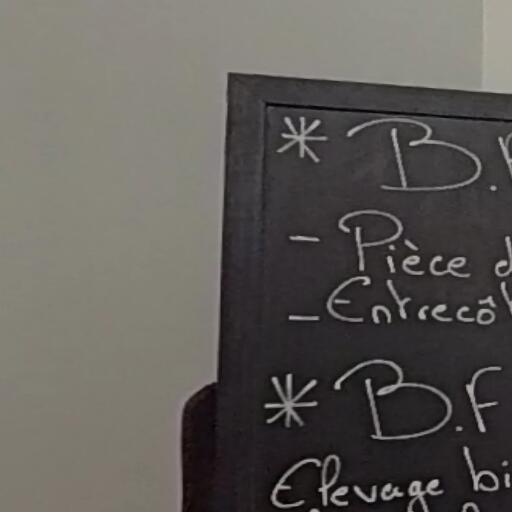 * B.
- Pièce
- Entrecô
* B.F
Elevage bi